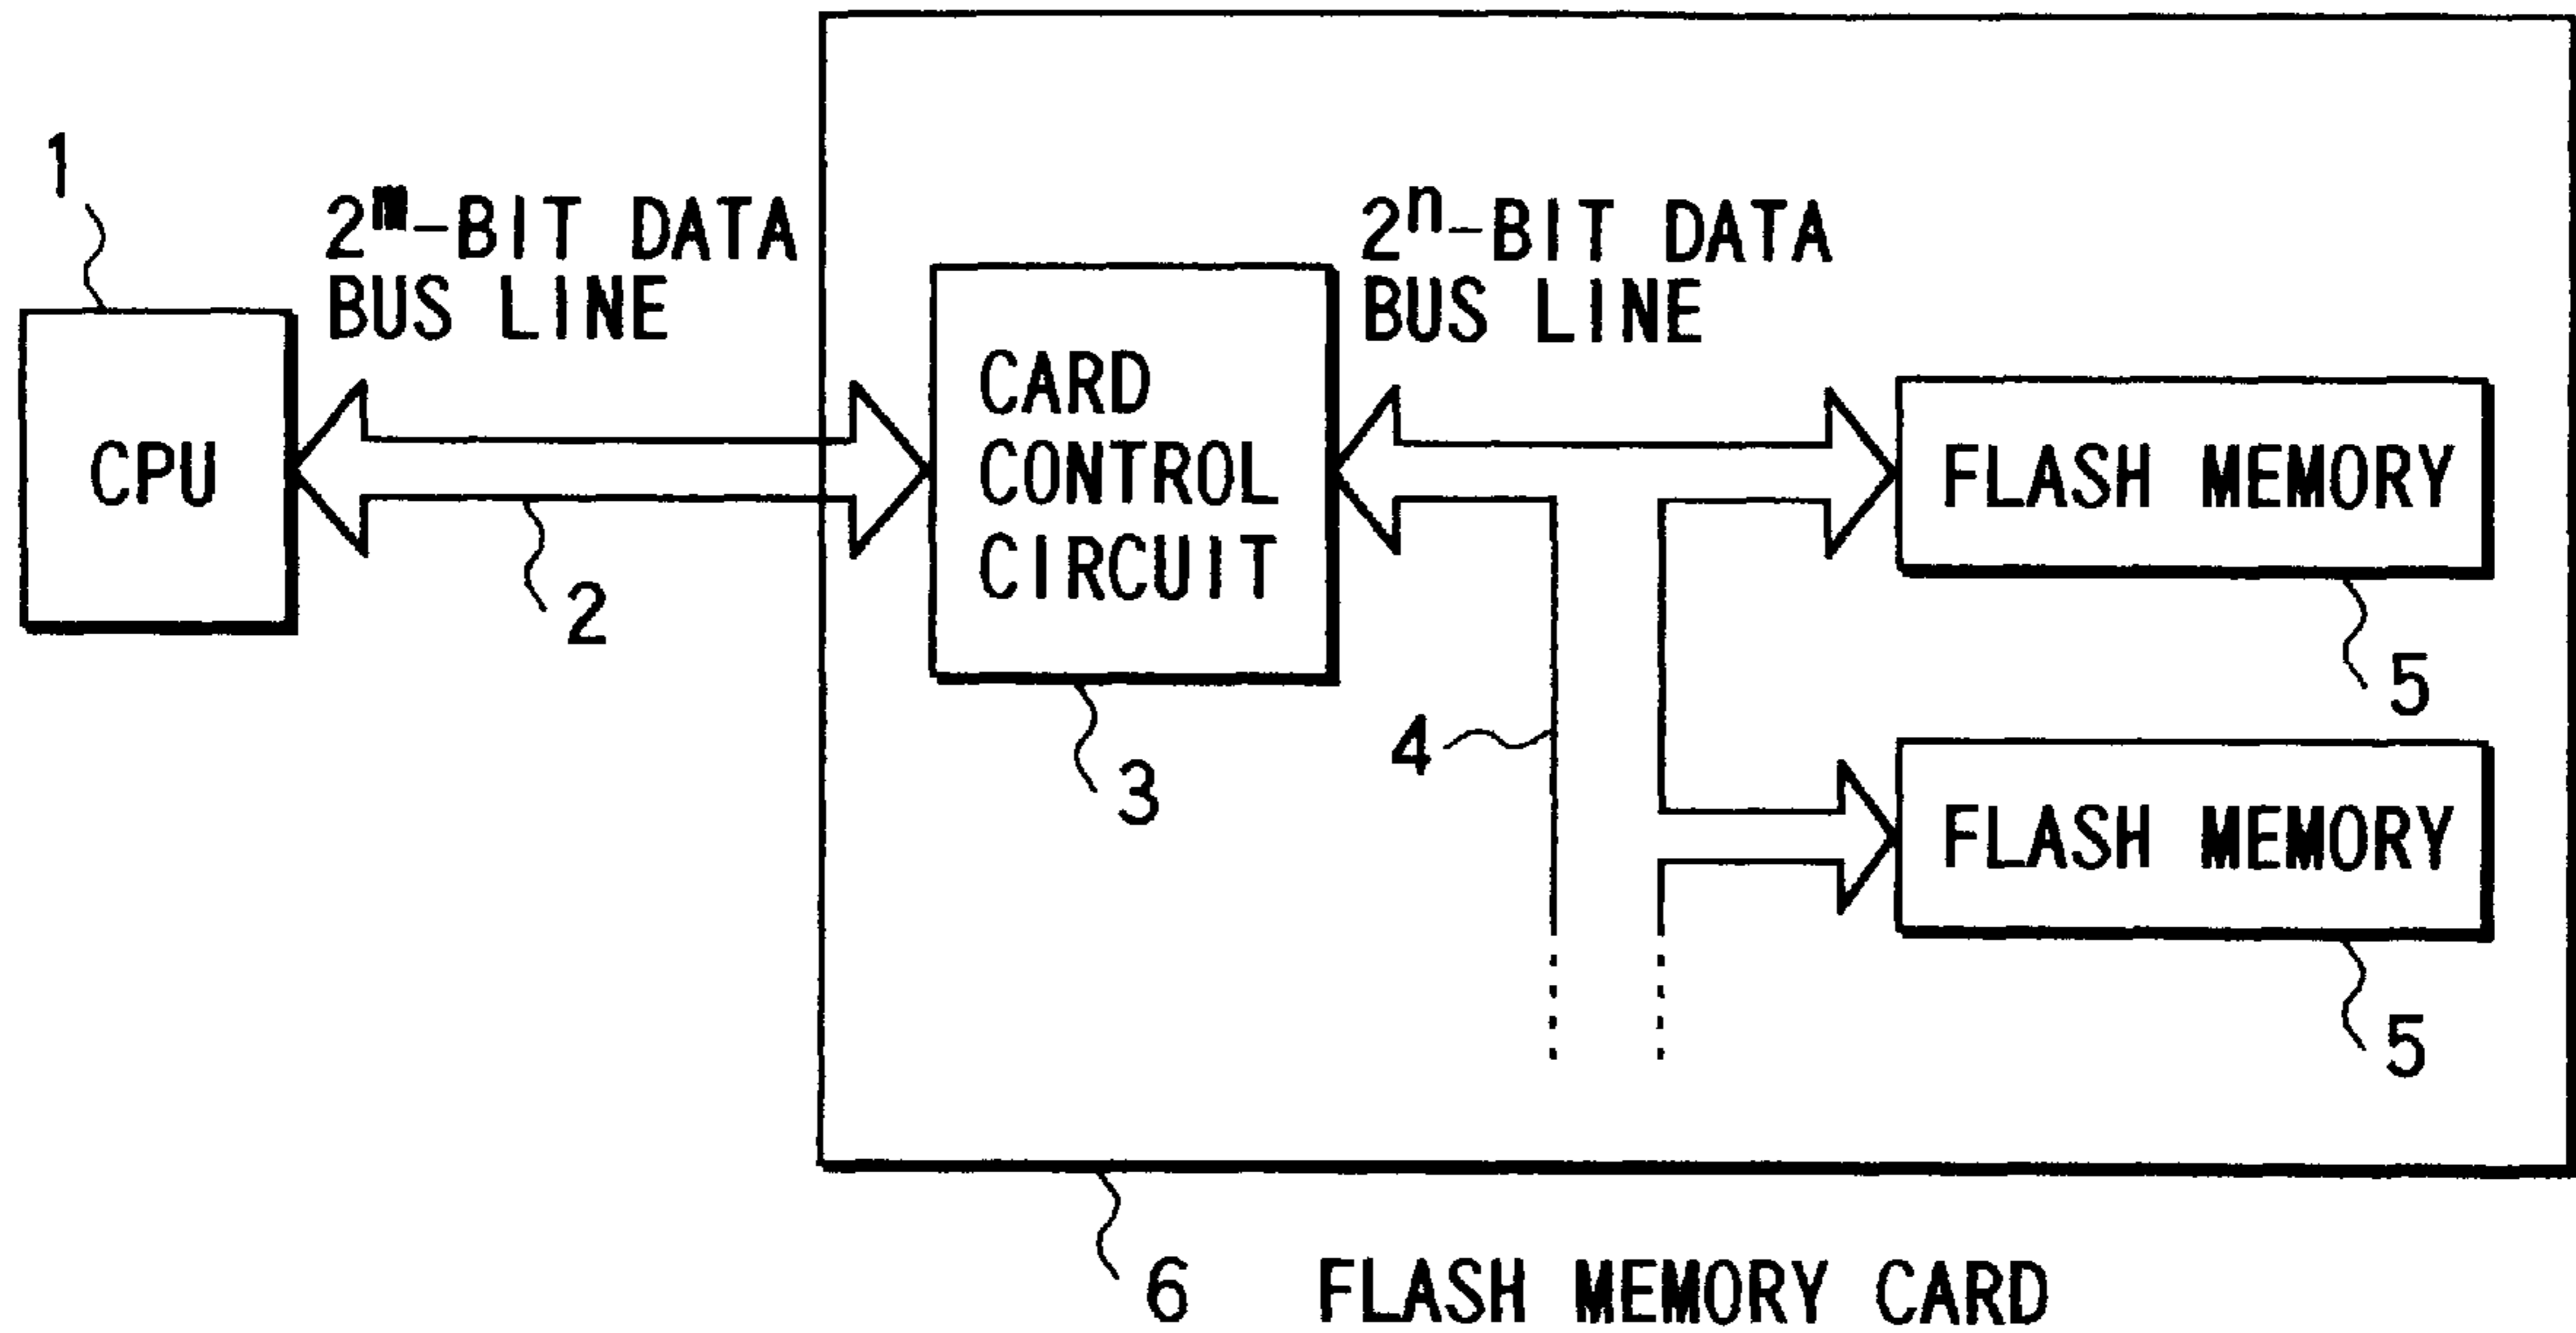 1
2ᵐ-BIT DATA
BUS LINE
CPU
2
CARD
CONTROL
CIRCUIT
3
2ⁿ-BIT DATA
BUS LINE
4
FLASH MEMORY
5
FLASH MEMORY
5
6 FLASH MEMORY CARD